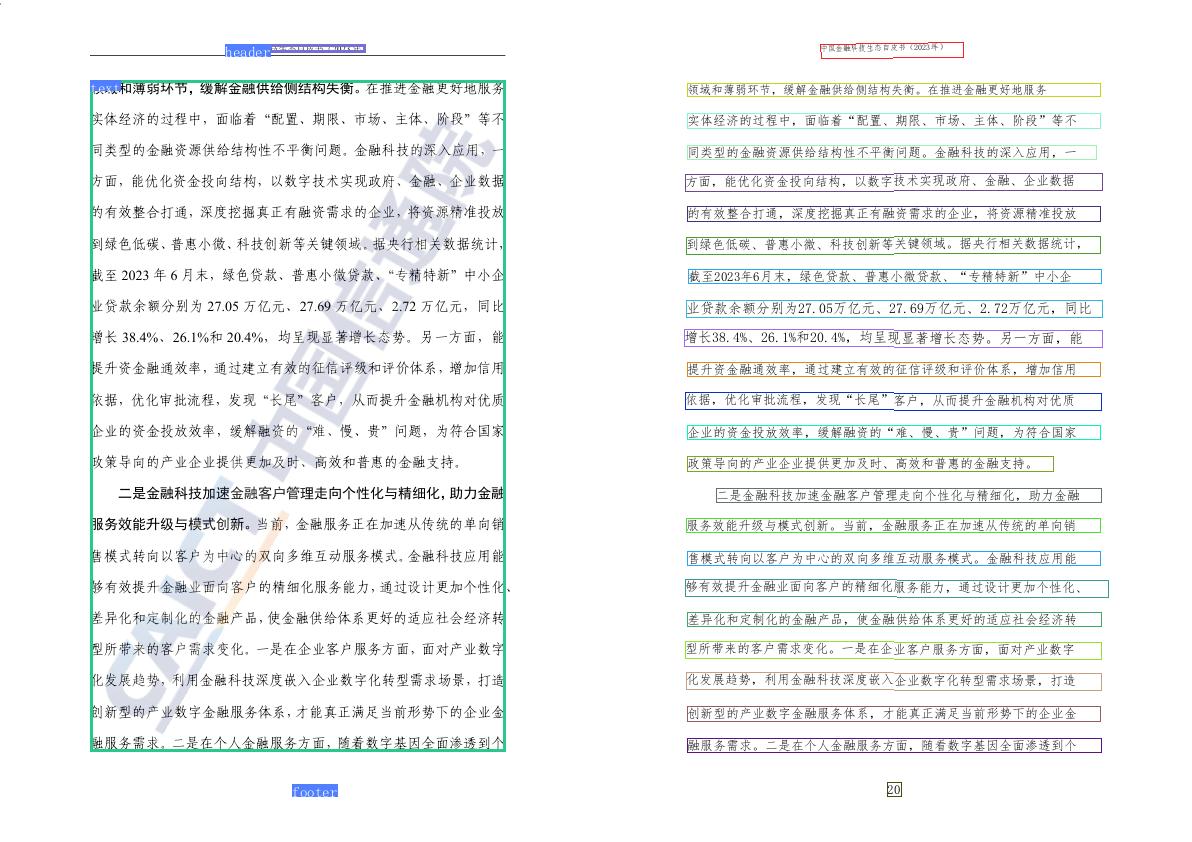 header
text
领域和薄弱环节，缓解金融供给侧结构失衡。在推进金融更好地服务
实体经济的过程中，面临着“配置、期限、市场、主体、阶段”等不
同类型的金融资源供给结构性不平衡问题。金融科技的深入应用，一
方面，能优化资金投向结构，以数字技术实现政府、金融、企业数据
的有效整合打通，深度挖掘真正有融资需求的企业，将资源精准投放
到绿色低碳、普惠小微、科技创新等关键领域。据央行相关数据统计，
截至 2023 年 6 月末，绿色贷款、普惠小微贷款、“专精特新”中小企
业贷款余额分别为 27.05 万亿元、27.69 万亿元、2.72 万亿元，同比
增长 38.4%、26.1%和 20.4%，均呈现显著增长态势。另一方面，能
提升资金融通效率，通过建立有效的征信评级和评价体系，增加信用
依据，优化审批流程，发现“长尾”客户，从而提升金融机构对优质
企业的资金投放效率，缓解融资的“难、慢、贵”问题，为符合国家
政策导向的产业企业提供更加及时、高效和普惠的金融支持。
二是金融科技加速金融客户管理走向个性化与精细化，助力金融
服务效能升级与模式创新。当前，金融服务正在加速从传统的单向销
售模式转向以客户为中心的双向多维互动服务模式。金融科技应用能
够有效提升金融业面向客户的精细化服务能力，通过设计更加个性化、
差异化和定制化的金融产品，使金融供给体系更好的适应社会经济转
型所带来的客户需求变化。一是在企业客户服务方面，面对产业数字
化发展趋势，利用金融科技深度嵌入企业数字化转型需求场景，打造
创新型的产业数字金融服务体系，才能真正满足当前形势下的企业金
融服务需求。二是在个人金融服务方面，随着数字基因全面渗透到个
CAICT 中国信通院
footer
中国金融科技生态白皮书（2023年）
领域和薄弱环节，缓解金融供给侧结构失衡。在推进金融更好地服务
实体经济的过程中，面临着“配置、期限、市场、主体、阶段”等不
同类型的金融资源供给结构性不平衡问题。金融科技的深入应用，一
方面，能优化资金投向结构，以数字技术实现政府、金融、企业数据
的有效整合打通，深度挖掘真正有融资需求的企业，将资源精准投放
到绿色低碳、普惠小微、科技创新等关键领域。据央行相关数据统计，
截至2023年6月末，绿色贷款、普惠小微贷款、“专精特新”中小企
业贷款余额分别为27.05万亿元、27.69万亿元、2.72万亿元，同比
增长38.4%、26.1%和20.4%，均呈现显著增长态势。另一方面，能
提升资金融通效率，通过建立有效的征信评级和评价体系，增加信用
依据，优化审批流程，发现“长尾”客户，从而提升金融机构对优质
企业的资金投放效率，缓解融资的“难、慢、贵”问题，为符合国家
政策导向的产业企业提供更加及时、高效和普惠的金融支持。
二是金融科技加速金融客户管理走向个性化与精细化，助力金融
服务效能升级与模式创新。当前，金融服务正在加速从传统的单向销
售模式转向以客户为中心的双向多维互动服务模式。金融科技应用能
够有效提升金融业面向客户的精细化服务能力，通过设计更加个性化、
差异化和定制化的金融产品，使金融供给体系更好的适应社会经济转
型所带来的客户需求变化。一是在企业客户服务方面，面对产业数字
化发展趋势，利用金融科技深度嵌入企业数字化转型需求场景，打造
创新型的产业数字金融服务体系，才能真正满足当前形势下的企业金
融服务需求。二是在个人金融服务方面，随着数字基因全面渗透到个
20